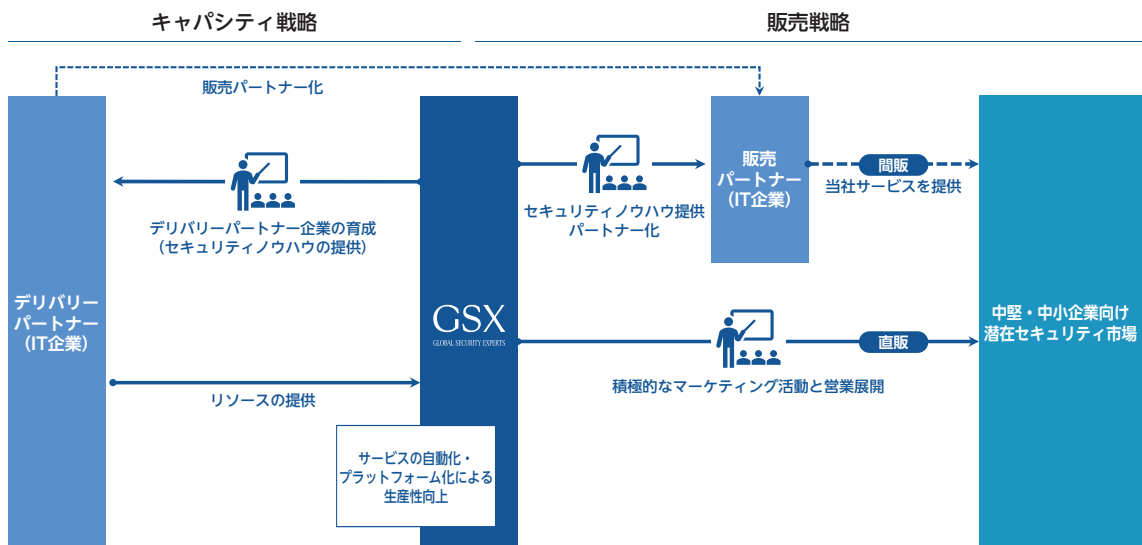 キャパシティ戦略
販売戦略
販売パートナー化
デリバリーパートナー企業の育成
（セキュリティノウハウの提供）
セキュリティノウハウ提供
パートナー化
販売
パートナー
（IT企業）
間販
当社サービスを提供
デリバリー
パートナー
（IT企業）
GSX
GLOBAL SECURITY EXPERTS
直販
中堅・中小企業向け
潜在セキュリティ市場
積極的なマーケティング活動と営業展開
リソースの提供
サービスの自動化・
プラットフォーム化による
生産性向上